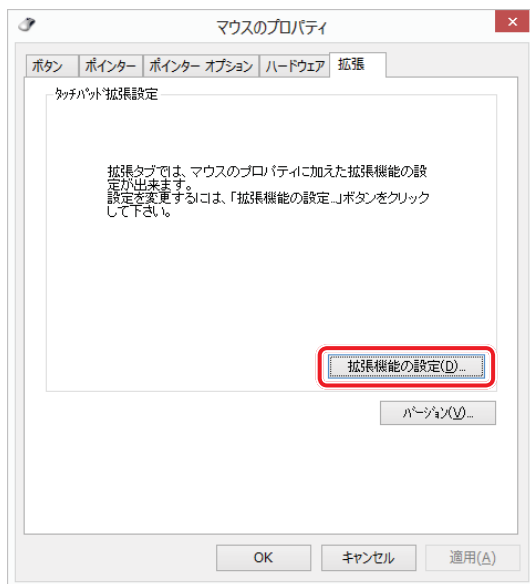 マウスのプロパティ
ボタン ポインター ポインター オプション ハードウェア 拡張
ﾀｯﾁﾊﾟｯﾄﾞ拡張設定
拡張タブでは、マウスのプロパティに加えた拡張機能の設
定が出来ます。
設定を変更するには、「拡張機能の設定...」ボタンをクリック
して下さい。
拡張機能の設定(D)...
ﾊﾞｰｼﾞｮﾝ(V)...
OK キャンセル 適用(A)